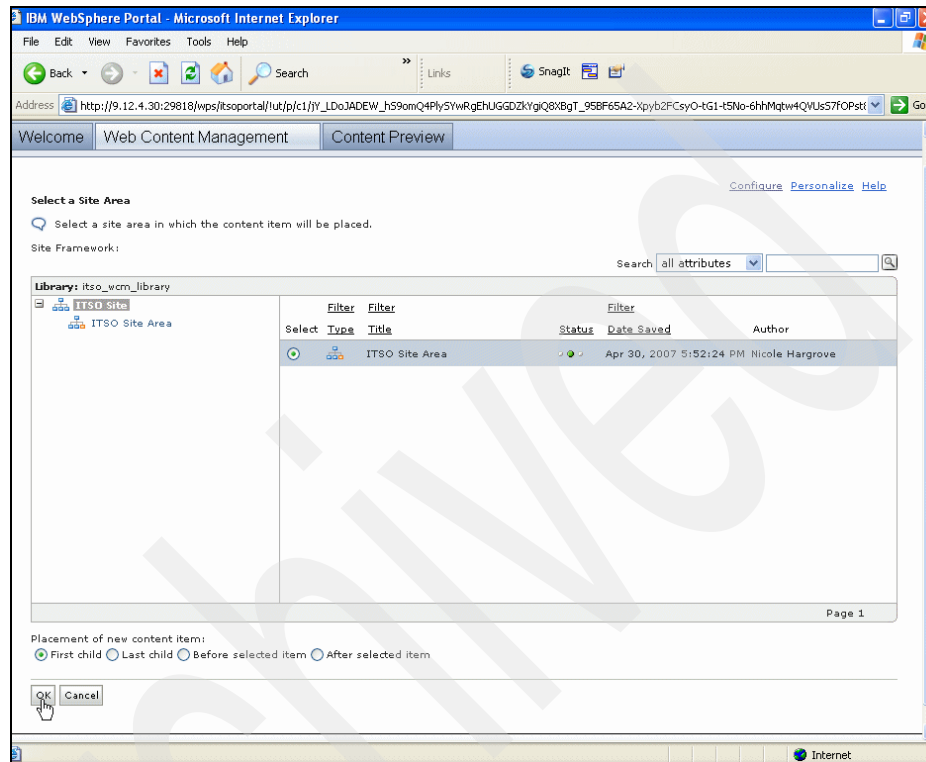 IBM WebSphere Portal - Microsoft Internet Explorer
File Edit View Favorites Tools Help
Back Search » Links SnagIt
Address http://9.12.4.30:29818/wps/itsoportal/!ut/p/c1/ Go
Welcome Web Content Management Content Preview
Configure Personalize Help
Select a Site Area
Select a site area in which the content item will be placed.
Site Framework:
Search all attributes
Library: itso_wcm_library
ITSO Site
ITSO Site Area
Filter Filter Filter
Select Type Title Status Date Saved Author
ITSO Site Area Apr 30, 2007 5:52:24 PM Nicole Hargrove
Page 1
Placement of new content item:
First child Last child Before selected item After selected item
OK Cancel
Internet